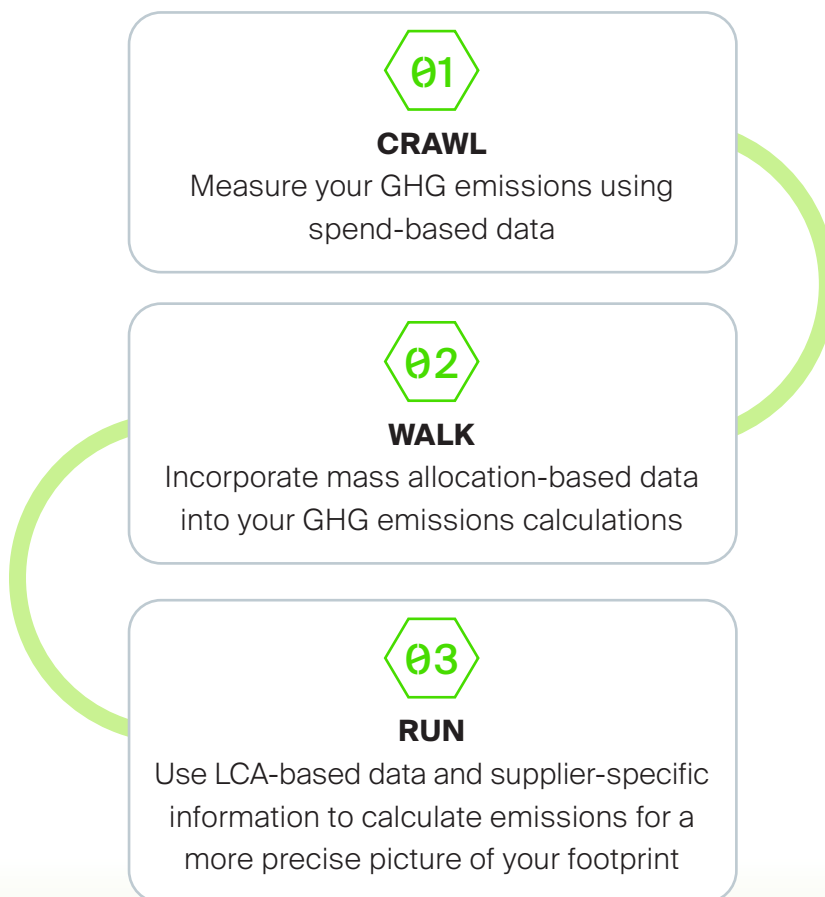 01
CRAWL
Measure your GHG emissions using
spend-based data
02
WALK
Incorporate mass allocation-based data
into your GHG emissions calculations
03
RUN
Use LCA-based data and supplier-specific
information to calculate emissions for a
more precise picture of your footprint